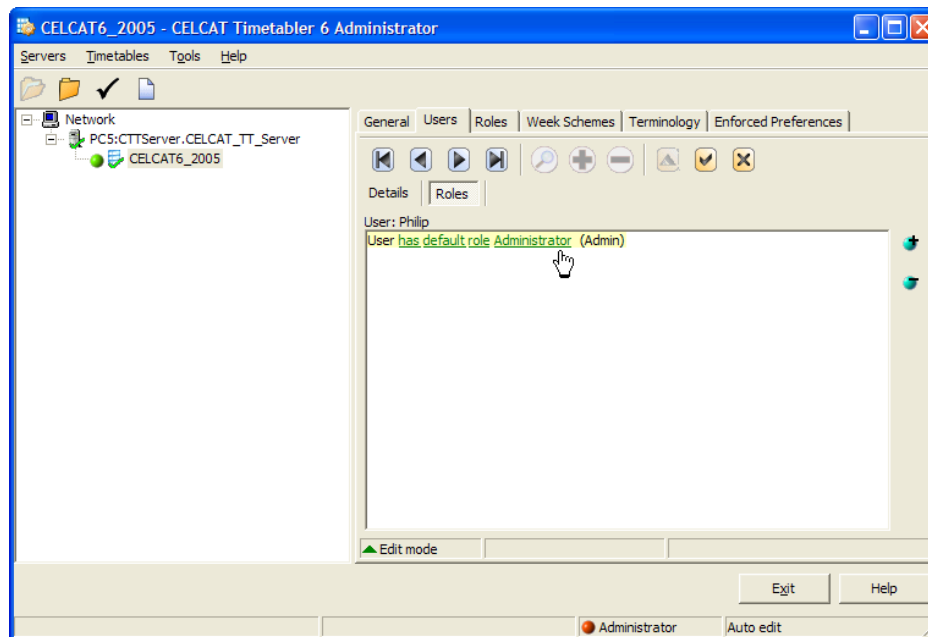 CELCAT6_2005 - CELCAT Timetabler 6 Administrator
Servers Timetables Tools Help
Network
PC5:CTTServer.CELCAT_TT_Server
CELCAT6_2005
General Users Roles Week Schemes Terminology Enforced Preferences
Details Roles
User: Philip
User has default role Administrator (Admin)
Edit mode
Exit Help
Administrator Auto edit